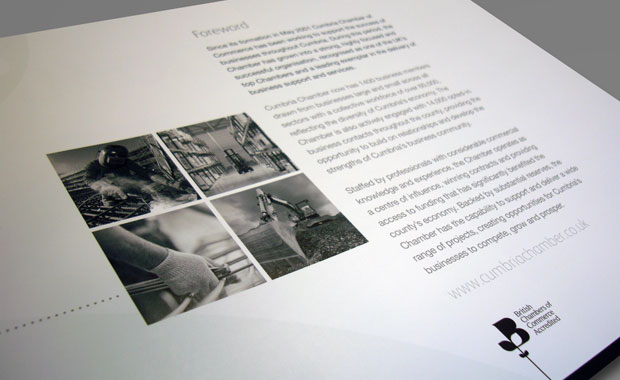 Foreword
Since its formation in May 2001 Cumbria Chamber of
Commerce has been working to support the success of
businesses throughout Cumbria. During this period, the
Chamber has grown into a strong, highly focused and
successful organisation, recognised as one of the UK's
top Chambers and a leading exemplar in the delivery of
business support and services.
Cumbria Chamber now has 1400 business members
drawn from businesses large and small across all
sectors with a collective workforce of over 60,000,
reflecting the diversity of Cumbria's economy. The
Chamber is also actively engaged with 14,000
business contacts throughout the county, providing the
opportunity to build on relationships and develop the
strengths of Cumbria's business community.
Staffed by professionals with considerable commercial
knowledge and experience, the Chamber operates as
a centre of influence, winning contracts and providing
access to funding that has significantly benefited the
county's economy. Backed by substantial reserves, the
Chamber has the capability to support and deliver a wide
range of projects, creating opportunities for Cumbria's
businesses to compete, grow and prosper.
www.cumbriachamber.co.uk
British
Chambers of
Commerce
Accredited